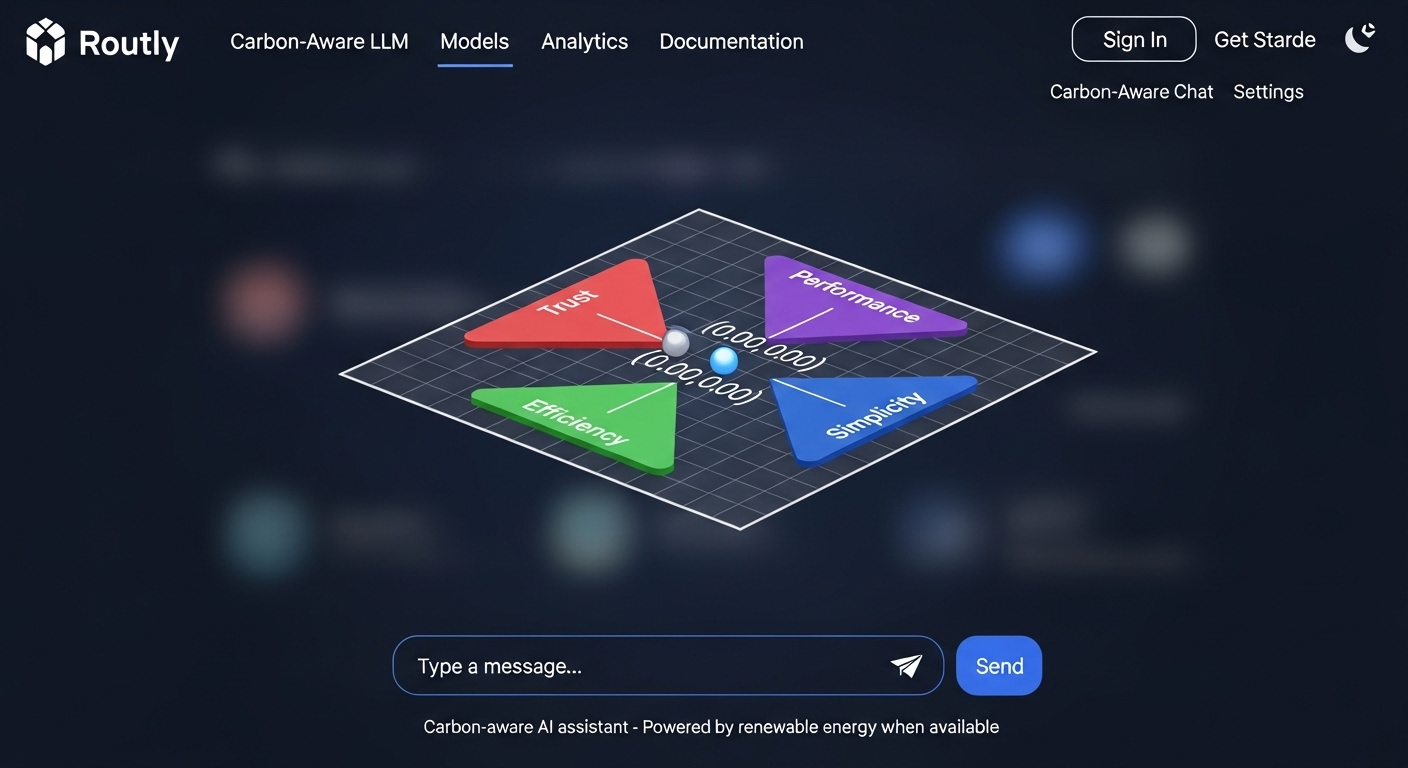 Routly
Carbon-Aware LLM
Models
Analytics
Documentation
Sign In
Get Starde
Carbon-Aware Chat
Settings
Trust
Performance
(0.00,0.00)
(0.00,0.00)
Efficiency
Simplicity
Type a message...
Send
Carbon-aware AI assistant - Powered by renewable energy when available